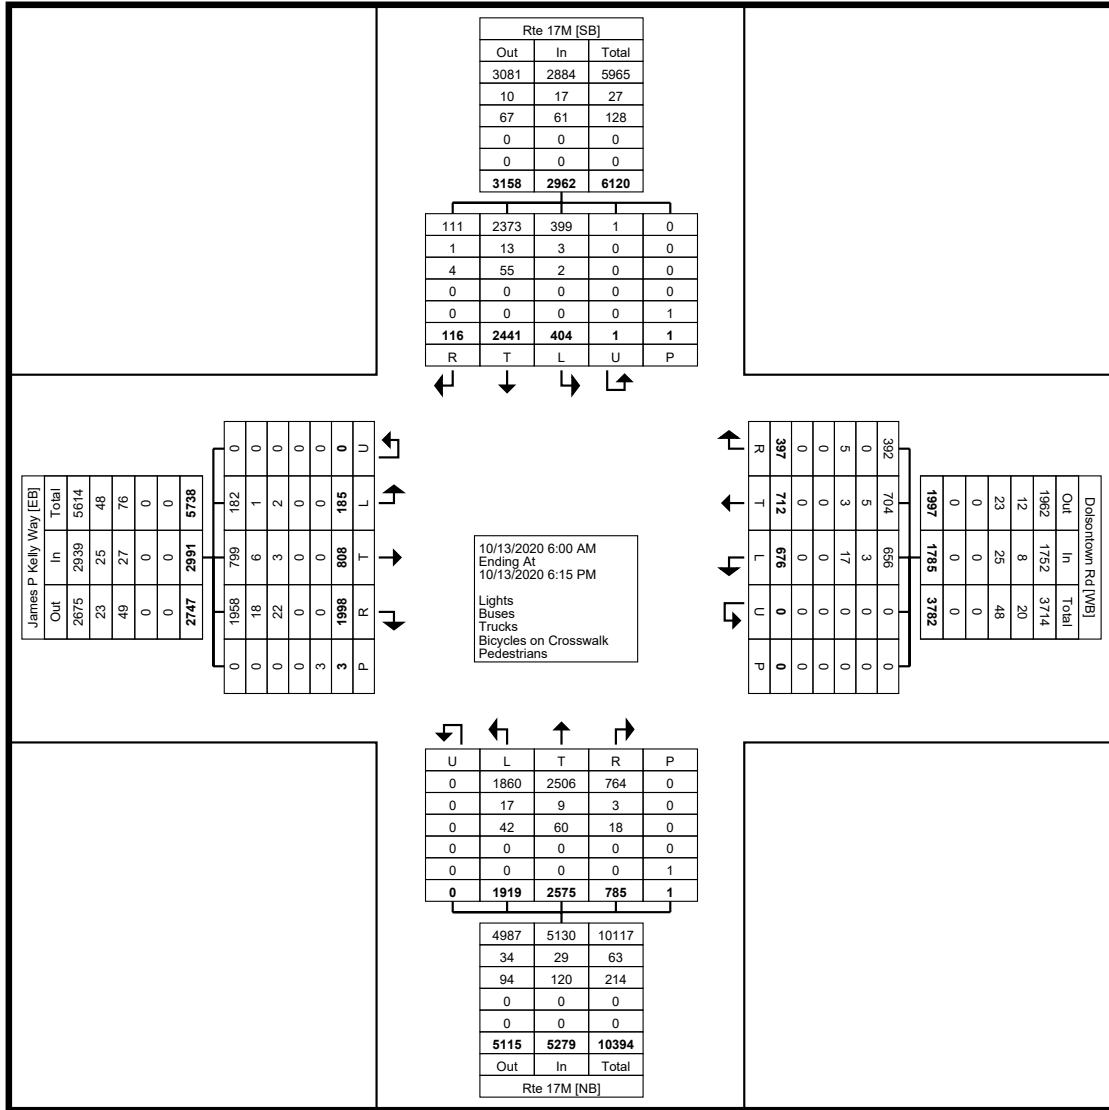 Rte 17M [SB]
Out In Total
3081 2884 5965
10 17 27
67 61 128
0 0 0
0 0 0
3158 2962 6120
111 2373 399 1 0
1 13 3 0 0
4 55 2 0 0
0 0 0 0 0
0 0 0 0 1
116 2441 404 1 1
R T L U P
James P Kelly Way [EB]
Total In Out
5614 2939 2675
48 25 23
76 27 49
0 0 0
0 0 0
5738 2991 2747
0 182 799 1958 0
0 1 6 18 0
0 2 3 22 0
0 0 0 0 0
0 0 0 0 3
0 185 808 1998 3
U L T R P
10/13/2020 6:00 AM
Ending At
10/13/2020 6:15 PM
Lights
Buses
Trucks
Bicycles on Crosswalk
Pedestrians
Dolsontown Rd [WB]
Out In Total
1962 1752 3714
12 8 20
23 25 48
0 0 0
0 0 0
1997 1785 3782
392 704 656 0 0
0 5 3 0 0
5 3 17 0 0
0 0 0 0 0
0 0 0 0 0
397 712 676 0 0
R T L U P
U L T R P
0 1860 2506 764 0
0 17 9 3 0
0 42 60 18 0
0 0 0 0 0
0 0 0 0 1
0 1919 2575 785 1
4987 5130 10117
34 29 63
94 120 214
0 0 0
0 0 0
5115 5279 10394
Out In Total
Rte 17M [NB]